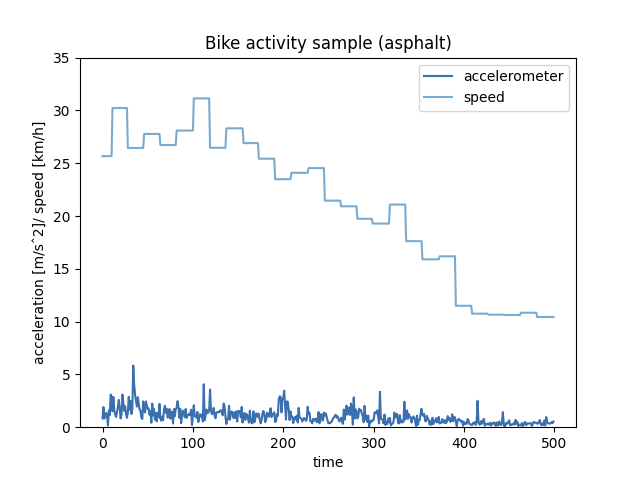 Bike activity sample (asphalt)
accelerometer
speed
acceleration [m/sˆ2]/ speed [km/h]
35
30
25
20
15
10
5
0
0 100 200 300 400 500
time